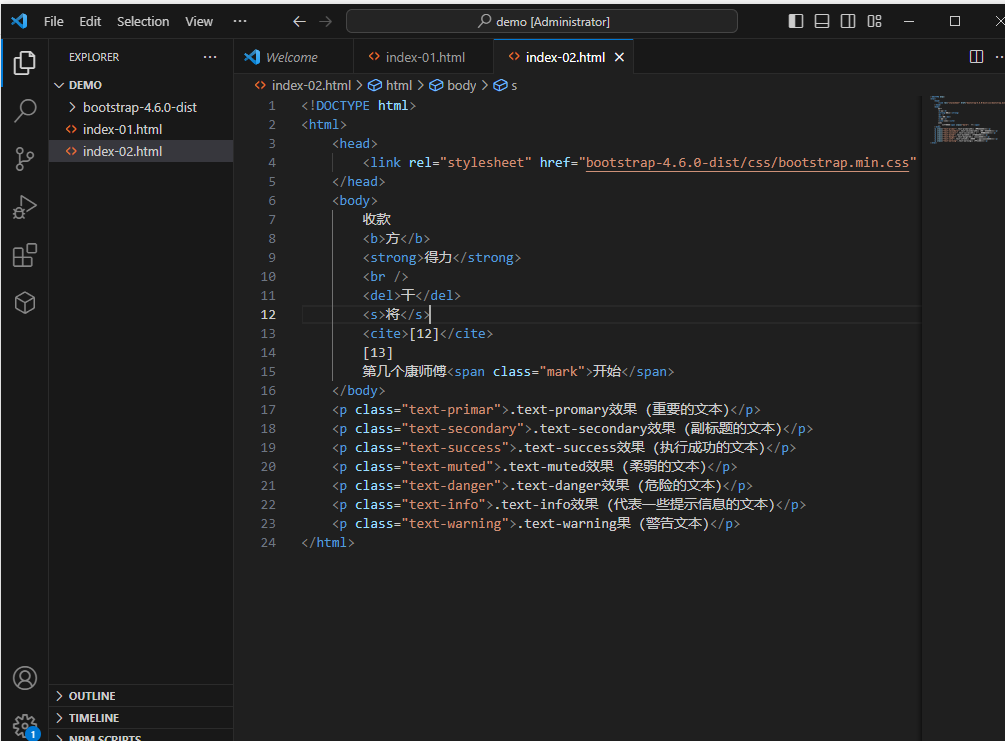 File Edit Selection View ··· demo [Administrator]
EXPLORER ···
DEMO
bootstrap-4.6.0-dist
index-01.html
index-02.html
OUTLINE
TIMELINE
NPM SCRIPTS
1
Welcome index-01.html index-02.html
index-02.html > html > body > s
1 <!DOCTYPE html>
2 <html>
3 <head>
4 <link rel="stylesheet" href="bootstrap-4.6.0-dist/css/bootstrap.min.css"
5 </head>
6 <body>
7 收款
8 <b>方</b>
9 <strong>得力</strong>
10 <br />
11 <del>干</del>
12 <s>将</s>
13 <cite>[12]</cite>
14 [13]
15 第几个康师傅<span class="mark">开始</span>
16 </body>
17 <p class="text-primar">.text-promary效果 (重要的文本)</p>
18 <p class="text-secondary">.text-secondary效果 (副标题的文本)</p>
19 <p class="text-success">.text-success效果 (执行成功的文本)</p>
20 <p class="text-muted">.text-muted效果 (柔弱的文本)</p>
21 <p class="text-danger">.text-danger效果 (危险的文本)</p>
22 <p class="text-info">.text-info效果 (代表一些提示信息的文本)</p>
23 <p class="text-warning">.text-warning果 (警告文本)</p>
24 </html>